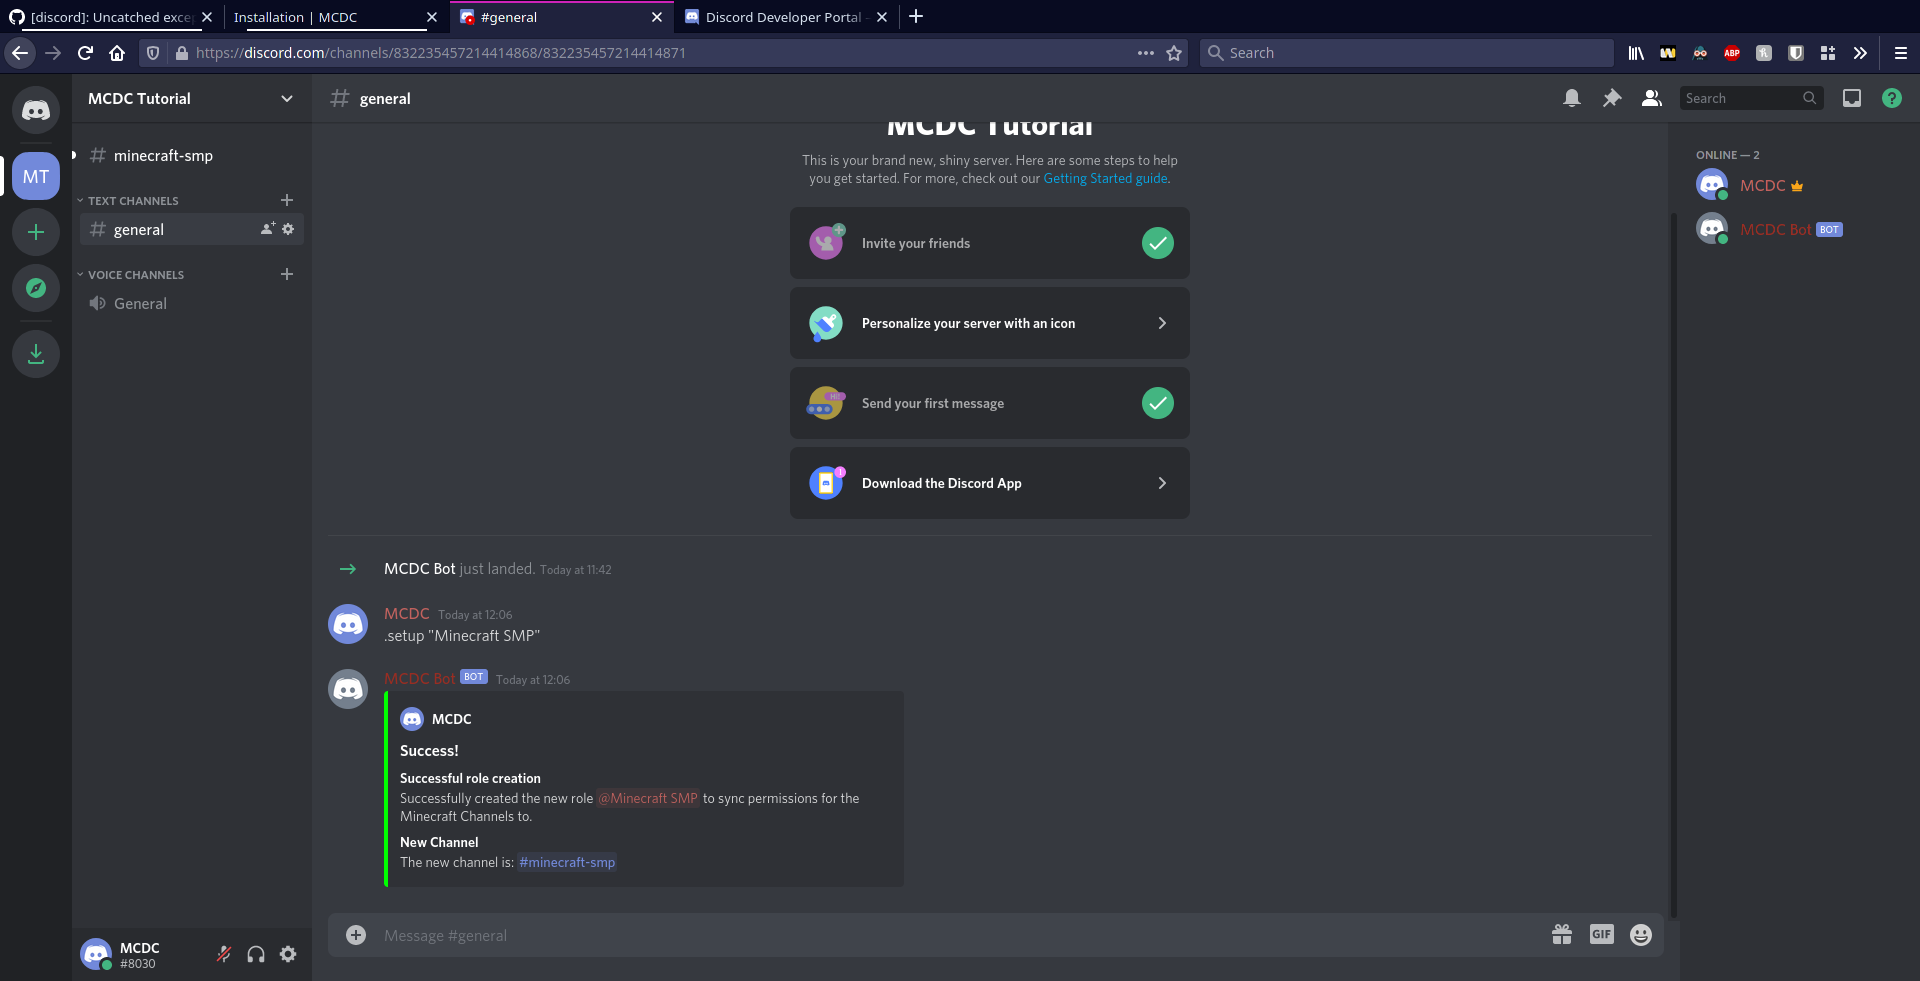 [discord]: Uncatched exce
Installation | MCDC
#general
Discord Developer Portal
https://discord.com/channels/832235457214414868/832235457214414871
Search
ABP
MCDC Tutorial
general
Search
MT
minecraft-smp
TEXT CHANNELS
general
VOICE CHANNELS
General
MCDC Tutorial
This is your brand new, shiny server. Here are some steps to help
you get started. For more, check out our Getting Started guide.
Invite your friends
Personalize your server with an icon
Send your first message
Download the Discord App
MCDC Bot just landed. Today at 11:42
MCDC Today at 12:06
.setup "Minecraft SMP"
MCDC Bot BOT Today at 12:06
MCDC
Success!
Successful role creation
Successfully created the new role @Minecraft SMP to sync permissions for the
Minecraft Channels to.
New Channel
The new channel is: #minecraft-smp
Message #general
GIF
ONLINE — 2
MCDC
MCDC Bot BOT
MCDC
#8030